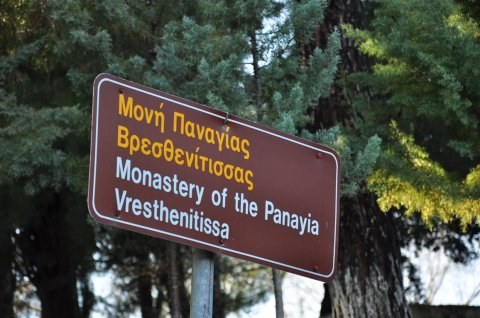 Μονή Παναγίας
Βρεσθενίτισσας
Monastery of the Panayia
Vresthenitissa